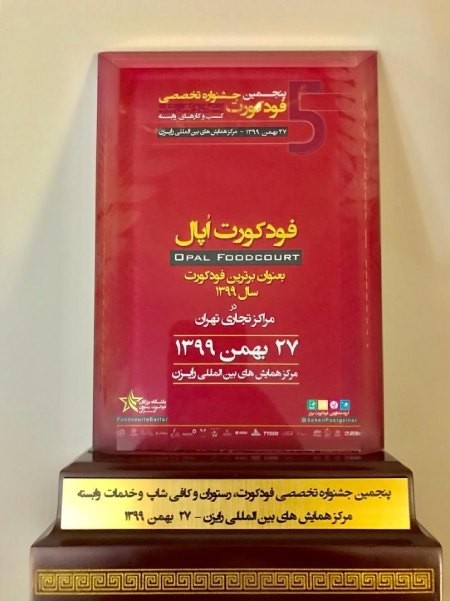 پنجمین جشنواره تخصصی
فودکورت
کسب و کارهای وابسته
5
۲۷ بهمن ۱۳۹۹ - مرکز همایش های بین المللی رایزن
فودکورت اُپال
OPAL FOODCOURT
بعنوان برترین فودکورت
سال ۱۳۹۹
در
مراکز تجاری تهران
۲۷ بهمن ۱۳۹۹
مرکز همایش های بین المللی رایزن
پنجمین جشنواره تخصصی فودکورت، رستوران و کافی شاپ و خدمات وابسته
مرکز همایش های بین المللی رایزن - ۲۷ بهمن ۱۳۹۹